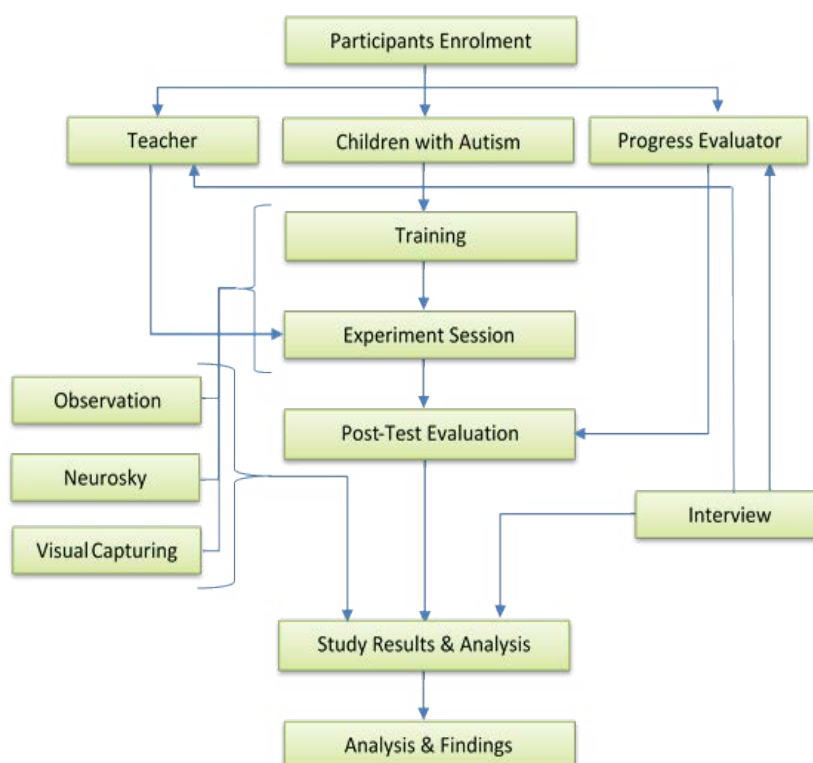 Participants Enrolment
Teacher
Children with Autism
Progress Evaluator
Training
Experiment Session
Observation
Post-Test Evaluation
Neurosky
Interview
Visual Capturing
Study Results & Analysis
Analysis & Findings